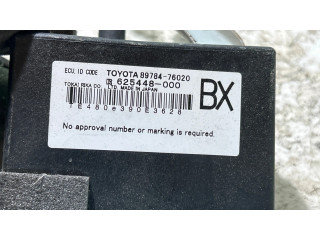 ECU, ID CODE TOYOTA 89784-76020
625448-000
TOKAI RIKA CO., LTD. MADE IN JAPAN
BX
7E480e390E3626
No approval number or marking is required.